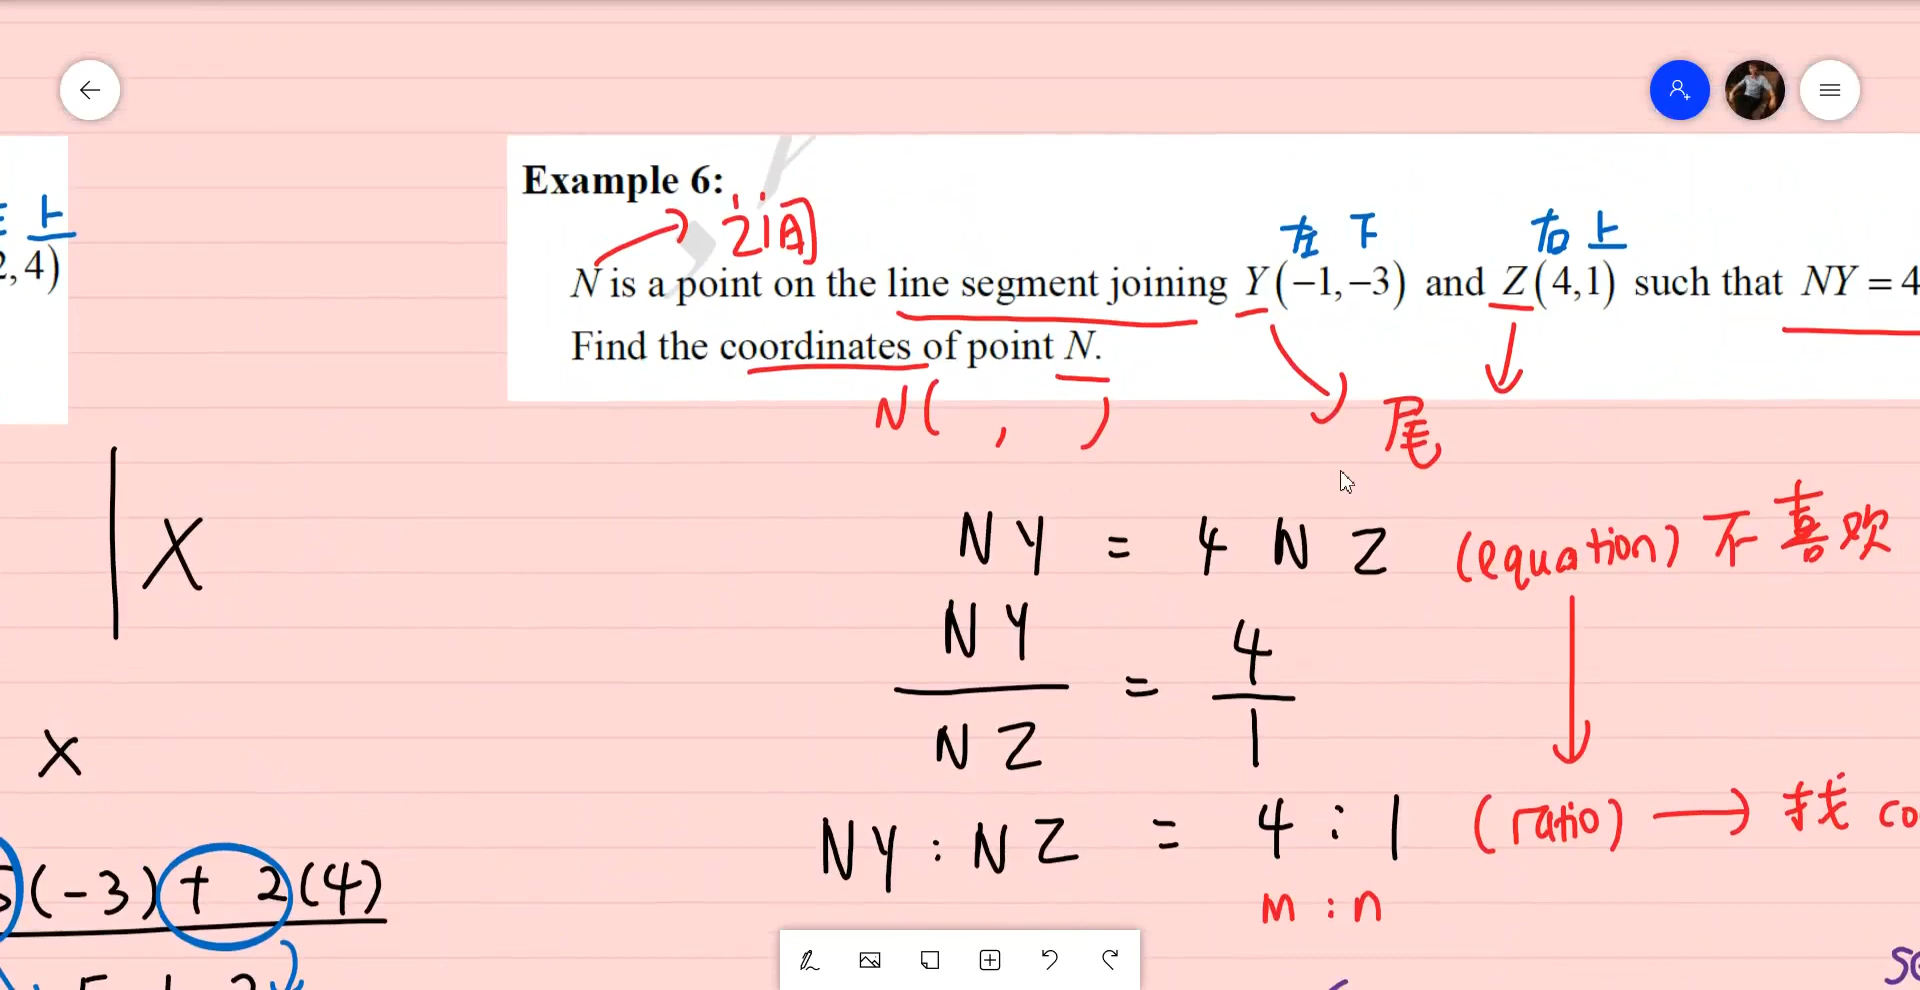 上
2,4)
Example 6:
之间
左下
右上
N is a point on the line segment joining Y(−1,−3) and Z(4,1) such that NY = 4
Find the coordinates of point N.
N( , )
尾
X
NY = 4NZ (equation) 不喜欢
NY/NZ = 4/1
X
NY : NZ = 4 : 1 (ratio) → 找 co
m : n
(-3) + 2(4)